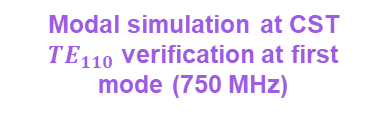 Modal simulation at CST
TE₁₁₀ verification at first
mode (750 MHz)